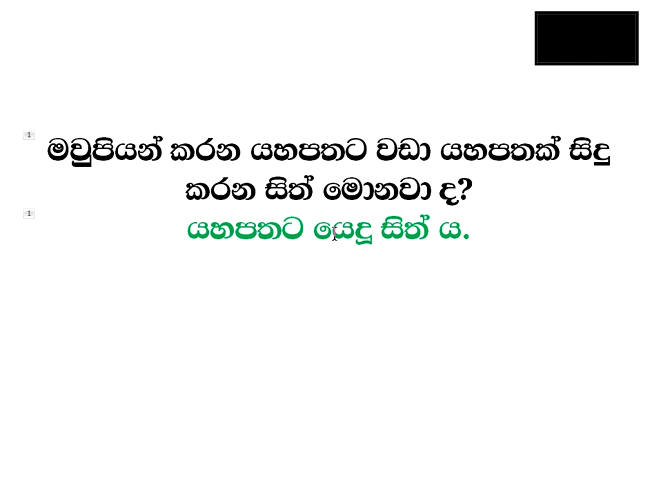 මවුපියන් කරන යහපතට වඩා යහපතක් සිදු
කරන සිත් මොනවා ද?
යහපතට යෙදූ සිත් ය.